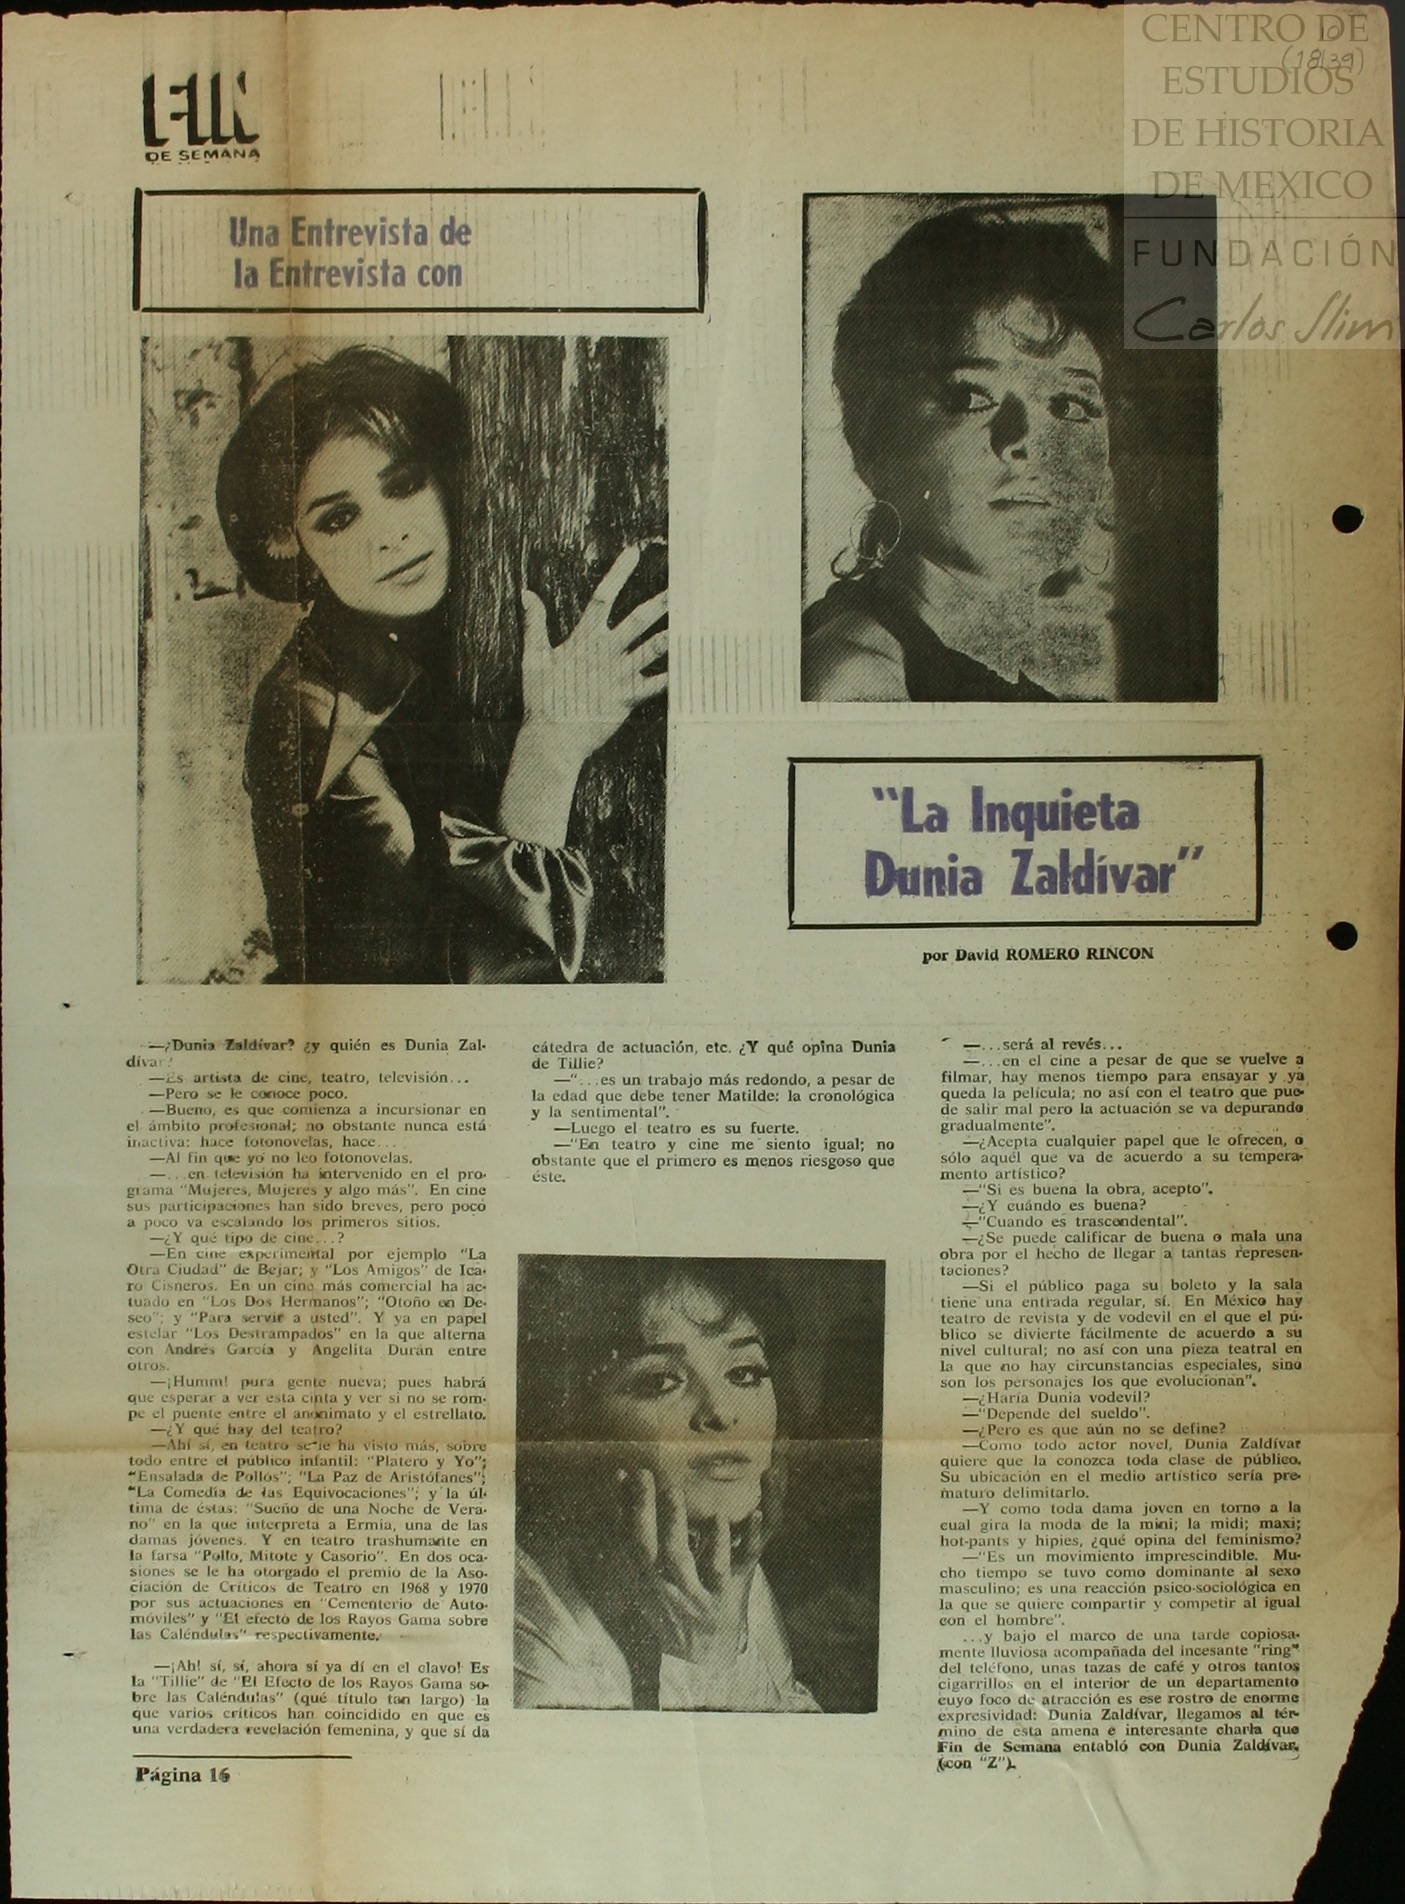 CENTRO DE
ESTUDIOS
DE HISTORIA
DE MEXICO
FUNDACIÓN
Carlos Slim
(18/39)
FIN
DE SEMANA
Una Entrevista de
la Entrevista con
"La Inquieta
Dunia Zaldívar"
por David ROMERO RINCON
—¿Dunia Zaldívar? ¿y quién es Dunia Zal-
dívar?
—Es artista de cine, teatro, televisión...
—Pero se le conoce poco.
—Bueno, es que comienza a incursionar en
el ámbito profesional; no obstante nunca está
inactiva: hace fotonovelas, hace...
—Al fin que yo no leo fotonovelas.
—...en televisión ha intervenido en el pro-
grama "Mujeres, Mujeres y algo más". En cine
sus participaciones han sido breves, pero poco
a poco va escalando los primeros sitios.
—¿Y qué tipo de cine...?
—En cine experimental por ejemplo "La
Otra Ciudad" de Bejar; y "Los Amigos" de Ica-
ro Cisneros. En un cine más comercial ha ac-
tuado en "Los Dos Hermanos"; "Otoño en De-
seo"; y "Para servir a usted". Y ya en papel
estelar "Los Destrampados" en la que alterna
con Andrés García y Angelita Durán entre
otros.
—¡Humm! pura gente nueva; pues habrá
que esperar a ver esta cinta y ver si no se rom-
pe el puente entre el anonimato y el estrellato.
—¿Y qué hay del teatro?
—Ahí sí, en teatro se le ha visto más, sobre
todo entre el público infantil: "Platero y Yo";
"Ensalada de Pollos"; "La Paz de Aristófanes";
"La Comedia de las Equivocaciones"; y la úl-
tima de éstas: "Sueño de una Noche de Vera-
no" en la que interpreta a Ermia, una de las
damas jóvenes. Y en teatro trashumante en
la farsa "Pollo, Mitote y Casorio". En dos oca-
siones se le ha otorgado el premio de la Aso-
ciación de Críticos de Teatro en 1968 y 1970
por sus actuaciones en "Cementerio de Auto-
móviles" y "El efecto de los Rayos Gama sobre
las Caléndulas" respectivamente.
—¡Ah! sí, sí, ahora sí ya dí en el clavo! Es
la "Tillie" de "El Efecto de los Rayos Gama so-
bre las Caléndulas" (qué título tan largo) la
que varios críticos han coincidido en que es
una verdadera revelación femenina, y que sí da
Página 16
cátedra de actuación, etc. ¿Y qué opina Dunia
de Tillie?
—"...es un trabajo más redondo, a pesar de
la edad que debe tener Matilde: la cronológica
y la sentimental".
—Luego el teatro es su fuerte.
—"En teatro y cine me siento igual; no
obstante que el primero es menos riesgoso que
éste.
—...será al revés...
—...en el cine a pesar de que se vuelve a
filmar, hay menos tiempo para ensayar y ya
queda la película; no así con el teatro que pue-
de salir mal pero la actuación se va depurando
gradualmente".
—¿Acepta cualquier papel que le ofrecen, o
sólo aquél que va de acuerdo a su tempera-
mento artístico?
—"Si es buena la obra, acepto".
—¿Y cuándo es buena?
—"Cuando es trascendental".
—¿Se puede calificar de buena o mala una
obra por el hecho de llegar a tantas represen-
taciones?
—Si el público paga su boleto y la sala
tiene una entrada regular, sí. En México hay
teatro de revista y de vodevil en el que el pú-
blico se divierte fácilmente de acuerdo a su
nivel cultural; no así con una pieza teatral en
la que no hay circunstancias especiales, sino
son los personajes los que evolucionan".
—¿Haría Dunia vodevil?
—"Depende del sueldo".
—¿Pero es que aún no se define?
—Como todo actor novel, Dunia Zaldívar
quiere que la conozca toda clase de público.
Su ubicación en el medio artístico sería pre-
maturo delimitarlo.
—Y como toda dama joven en torno a la
cual gira la moda de la mini; la midi; maxi;
hot-pants y hipies, ¿qué opina del feminismo?
—"Es un movimiento imprescindible. Mu-
cho tiempo se tuvo como dominante al sexo
masculino; es una reacción psico-sociológica en
la que se quiere compartir y competir al igual
con el hombre".
...y bajo el marco de una tarde copiosa-
mente lluviosa acompañada del incesante "ring"
del teléfono, unas tazas de café y otros tantos
cigarrillos en el interior de un departamento
cuyo foco de atracción es ese rostro de enorme
expresividad: Dunia Zaldívar, llegamos al tér-
mino de esta amena e interesante charla que
Fin de Semana entabló con Dunia Zaldívar,
(con "Z").